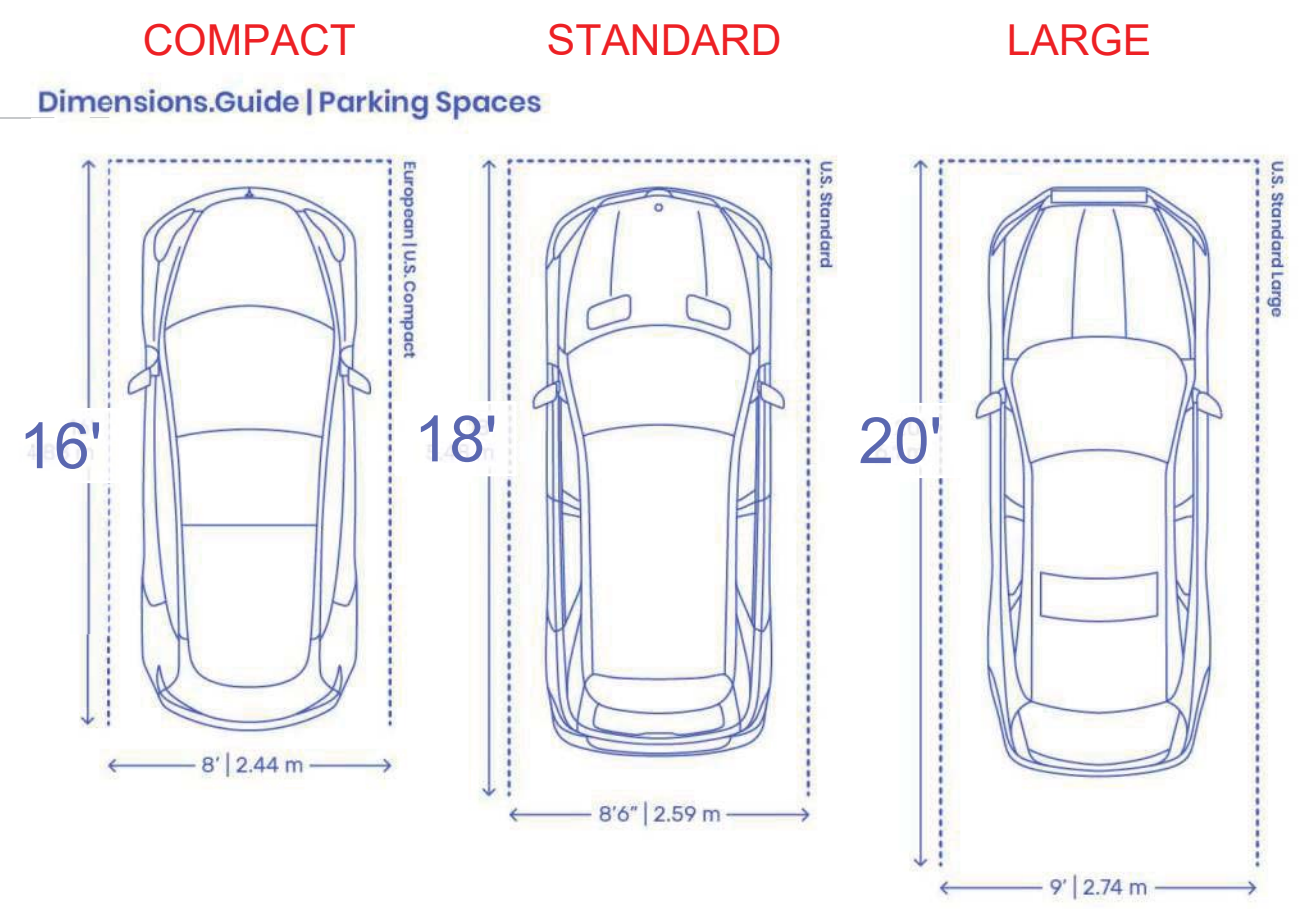 COMPACT STANDARD LARGE
Dimensions.Guide | Parking Spaces
European | U.S. Compact
U.S. Standard
U.S. Standard Large
16'
18'
20'
8' | 2.44 m
8'6" | 2.59 m
9' | 2.74 m